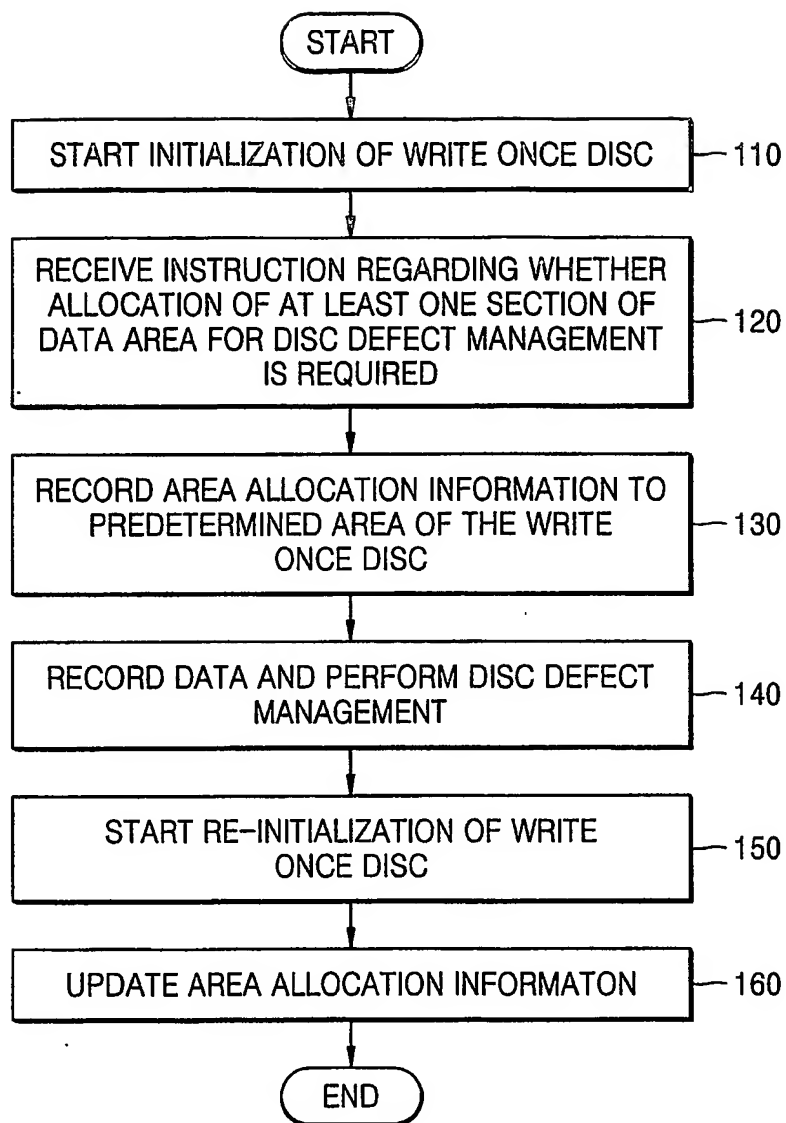 START
START INITIALIZATION OF WRITE ONCE DISC
110
RECEIVE INSTRUCTION REGARDING WHETHER
ALLOCATION OF AT LEAST ONE SECTION OF
DATA AREA FOR DISC DEFECT MANAGEMENT
IS REQUIRED
120
RECORD AREA ALLOCATION INFORMATION TO
PREDETERMINED AREA OF THE WRITE
ONCE DISC
130
RECORD DATA AND PERFORM DISC DEFECT
MANAGEMENT
140
START RE-INITIALIZATION OF WRITE
ONCE DISC
150
UPDATE AREA ALLOCATION INFORMATON
160
END